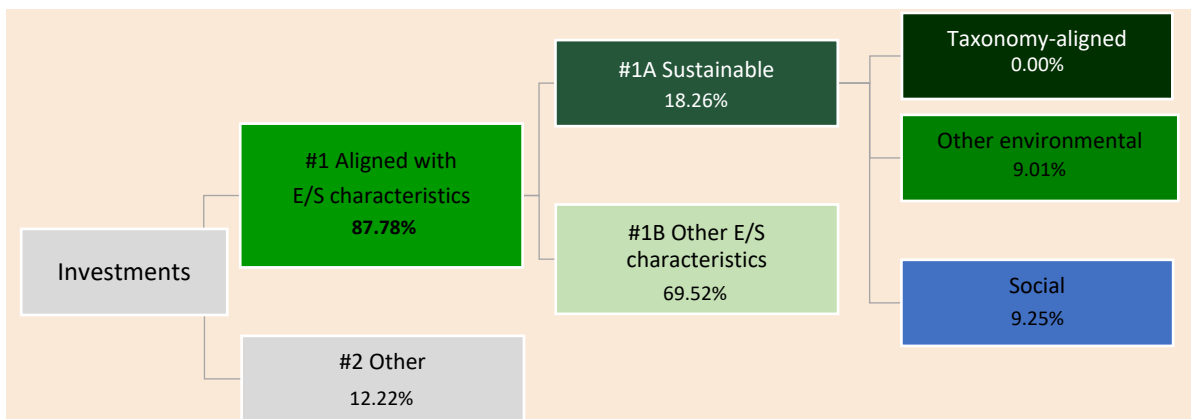 Investments
#1 Aligned with
E/S characteristics
87.78%
#2 Other
12.22%
#1A Sustainable
18.26%
#1B Other E/S
characteristics
69.52%
Taxonomy-aligned
0.00%
Other environmental
9.01%
Social
9.25%